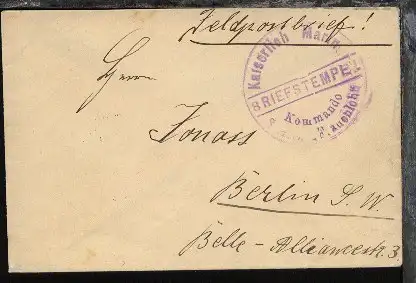 Feldpostbrief!
Kaiserlich Marine
BRIEFSTEMPEL
Kommando
Herrn
Jonass
Berlin S. W.
Belle-Alliancestr. 3